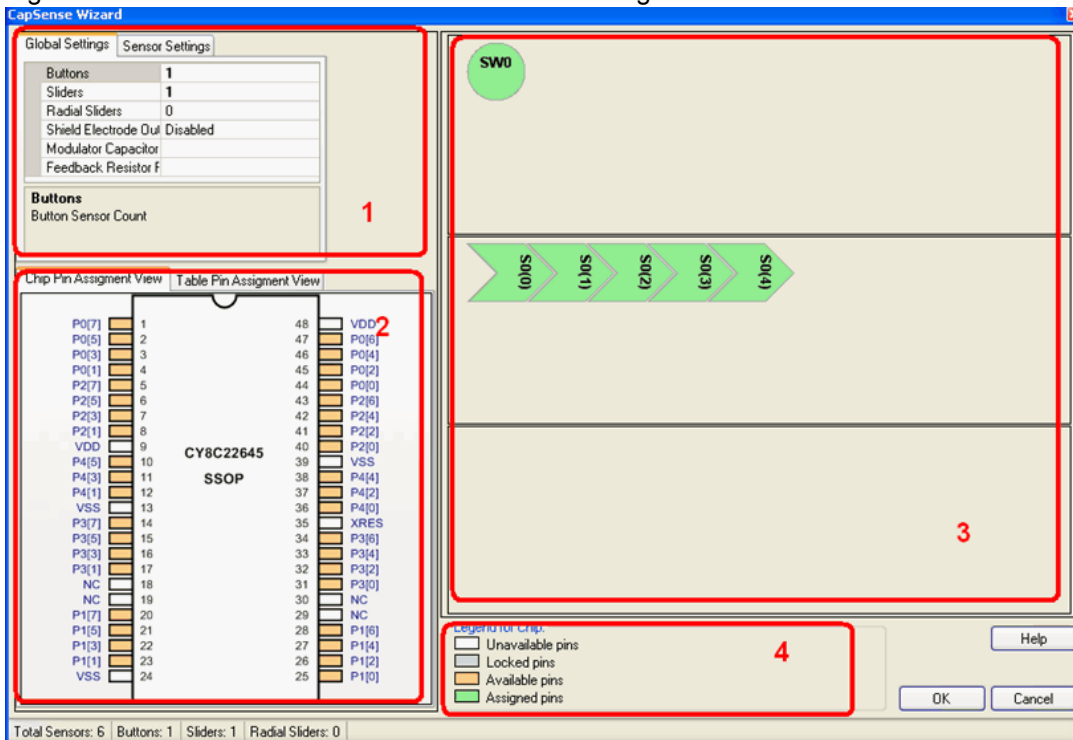 CapSense Wizard
Global Settings Sensor Settings
Buttons 1
Sliders 1
Radial Sliders 0
Shield Electrode Out Disabled
Modulator Capacitor
Feedback Resistor F
Buttons
Button Sensor Count
1
Chip Pin Assigment View Table Pin Assigment View
2
P0[7] 1 48 VDD
P0[5] 2 47 P0[6]
P0[3] 3 46 P0[4]
P0[1] 4 45 P0[2]
P2[7] 5 44 P0[0]
P2[5] 6 43 P2[6]
P2[3] 7 42 P2[4]
P2[1] 8 41 P2[2]
VDD 9 40 P2[0]
CY8C22645
P4[5] 10 39 VSS
P4[3] 11 SSOP 38 P4[4]
P4[1] 12 37 P4[2]
VSS 13 36 P4[0]
P3[7] 14 35 XRES
P3[5] 15 34 P3[6]
P3[3] 16 33 P3[4]
P3[1] 17 32 P3[2]
NC 18 31 P3[0]
NC 19 30 NC
P1[7] 20 29 NC
P1[5] 21 28 P1[6]
P1[3] 22 27 P1[4]
P1[1] 23 26 P1[2]
VSS 24 25 P1[0]
SW0
S0(0) S0(1) S0(2) S0(3) S0(4)
3
Legend for Chip:
Unavailable pins
Locked pins
Available pins
Assigned pins
4
Help
OK Cancel
Total Sensors: 6 Buttons: 1 Sliders: 1 Radial Sliders: 0